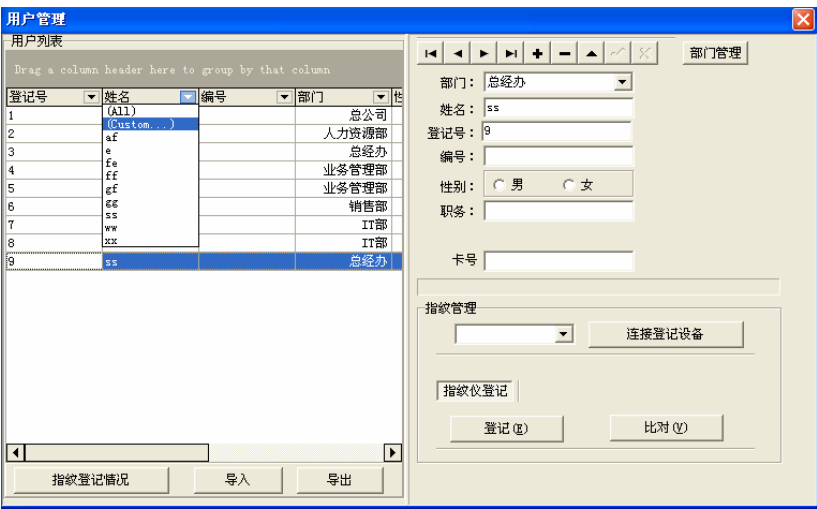 用户管理
用户列表
Drag a column header here to group by that column
登记号 姓名 编号 部门
(All)
(Custom...)
af
e
fe
ff
gf
gg
ss
ww
xx
1 总公司
2 人力资源部
3 总经办
4 业务管理部
5 业务管理部
6 销售部
7 IT部
8 IT部
9 ss 总经办
指纹登记情况 导入 导出
部门管理
部门： 总经办
姓名： ss
登记号： 9
编号：
性别： 男 女
职务：
卡号
指纹管理
连接登记设备
指纹仪登记
登记(E) 比对(V)